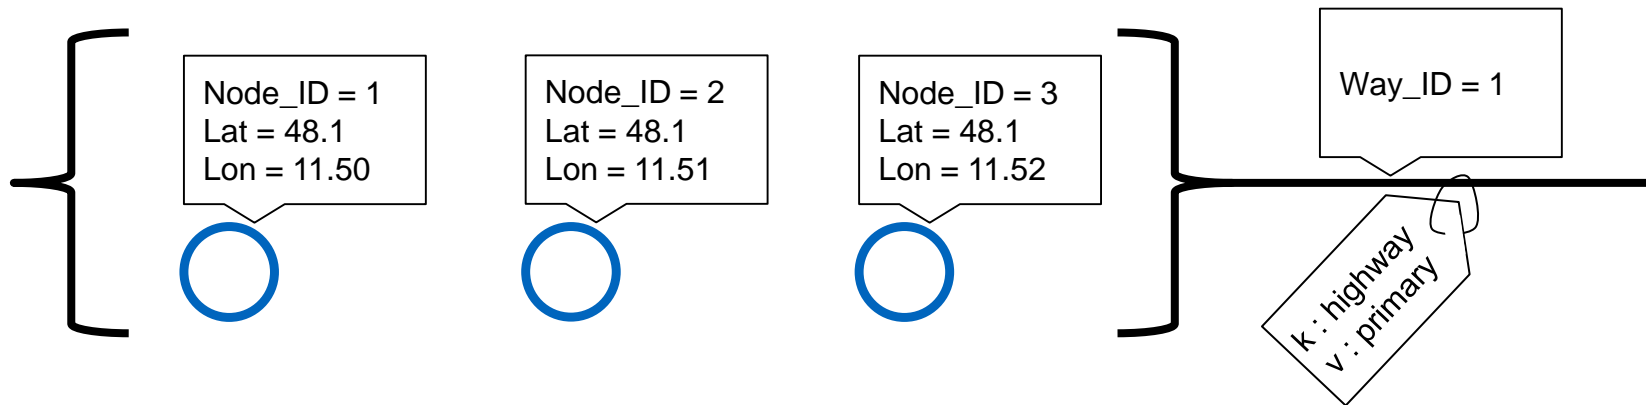 Node_ID = 1
Lat = 48.1
Lon = 11.50
Node_ID = 2
Lat = 48.1
Lon = 11.51
Node_ID = 3
Lat = 48.1
Lon = 11.52
Way_ID = 1
k : highway
v : primary